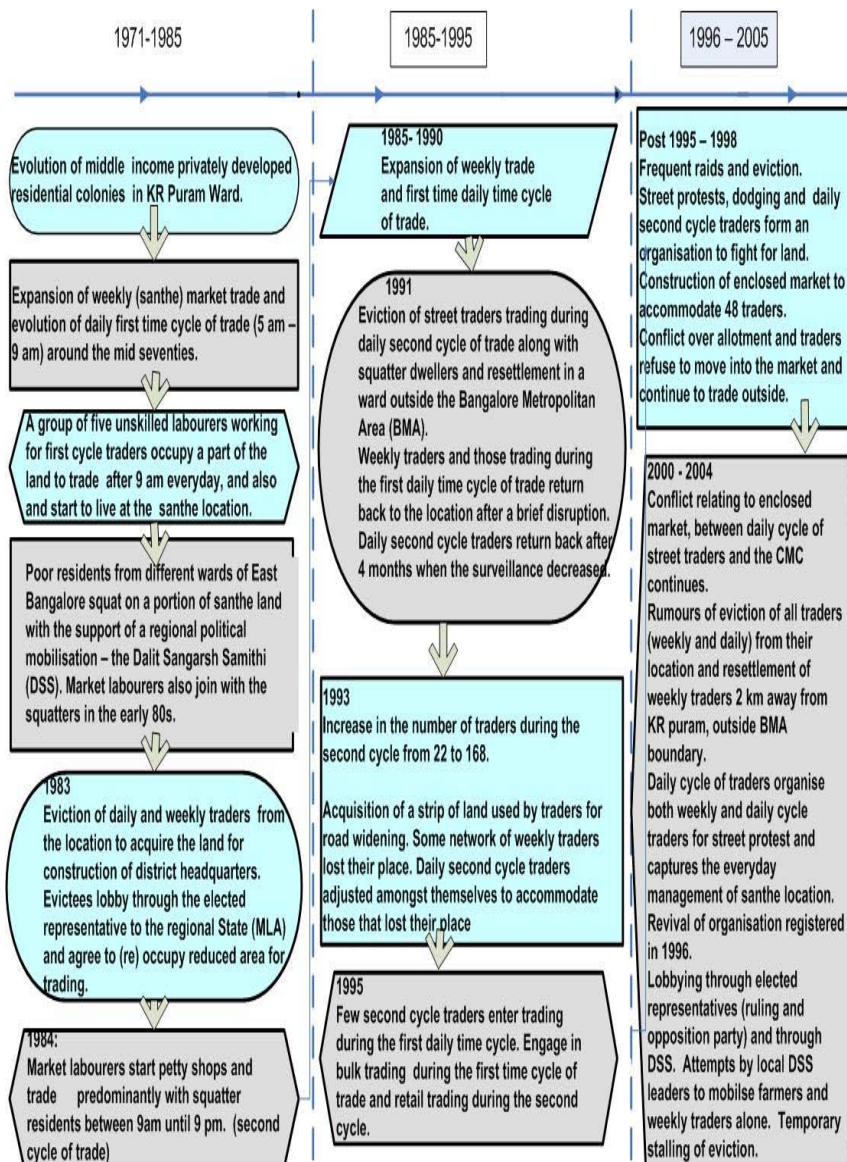 1971-1985
1985-1995
1996 – 2005
Evolution of middle income privately developed
residential colonies in KR Puram Ward.
Expansion of weekly (santhe) market trade and
evolution of daily first time cycle of trade (5 am –
9 am) around the mid seventies.
A group of five unskilled labourers working
for first cycle traders occupy a part of the
land to trade after 9 am everyday, and also
and start to live at the santhe location.
Poor residents from different wards of East
Bangalore squat on a portion of santhe land
with the support of a regional political
mobilisation – the Dalit Sangarsh Samithi
(DSS). Market labourers also join with the
squatters in the early 80s.
1983
Eviction of daily and weekly traders from
the location to acquire the land for
construction of district headquarters.
Evictees lobby through the elected
representative to the regional State (MLA)
and agree to (re) occupy reduced area for
trading.
1984:
Market labourers start petty shops and
trade predominantly with squatter
residents between 9am until 9 pm. (second
cycle of trade)
1985- 1990
Expansion of weekly trade
and first time daily time cycle
of trade.
1991
Eviction of street traders trading during
daily second cycle of trade along with
squatter dwellers and resettlement in a
ward outside the Bangalore Metropolitan
Area (BMA).
Weekly traders and those trading during
the first daily time cycle of trade return
back to the location after a brief disruption.
Daily second cycle traders return back after
4 months when the surveillance decreased.
1993
Increase in the number of traders during the
second cycle from 22 to 168.
Acquisition of a strip of land used by traders for
road widening. Some network of weekly traders
lost their place. Daily second cycle traders
adjusted amongst themselves to accommodate
those that lost their place
1995
Few second cycle traders enter trading
during the first daily time cycle. Engage in
bulk trading during the first time cycle of
trade and retail trading during the second
cycle.
Post 1995 – 1998
Frequent raids and eviction.
Street protests, dodging and daily
second cycle traders form an
organisation to fight for land.
Construction of enclosed market to
accommodate 48 traders.
Conflict over allotment and traders
refuse to move into the market and
continue to trade outside.
2000 - 2004
Conflict relating to enclosed
market, between daily cycle of
street traders and the CMC
continues.
Rumours of eviction of all traders
(weekly and daily) from their
location and resettlement of
weekly traders 2 km away from
KR puram, outside BMA
boundary.
Daily cycle of traders organise
both weekly and daily cycle
traders for street protest and
captures the everyday
management of santhe location.
Revival of organisation registered
in 1996.
Lobbying through elected
representatives (ruling and
opposition party) and through
DSS. Attempts by local DSS
leaders to mobilse farmers and
weekly traders alone. Temporary
stalling of eviction.